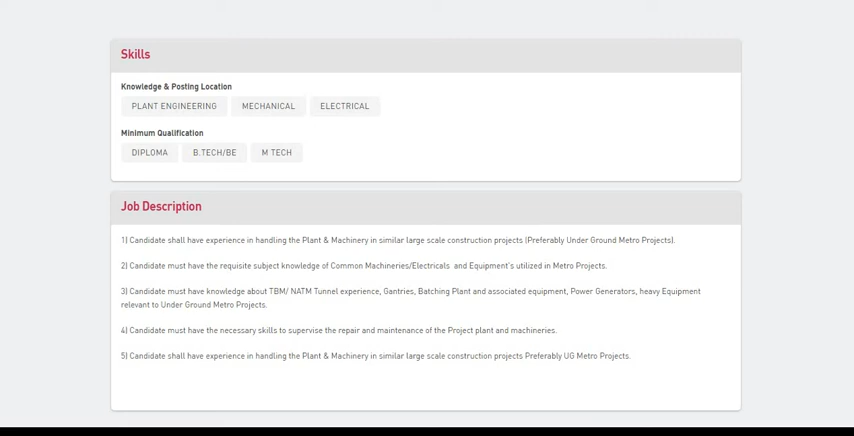 Skills
Knowledge & Posting Location
PLANT ENGINEERING MECHANICAL ELECTRICAL
Minimum Qualification
DIPLOMA B.TECH/BE M TECH
Job Description
1) Candidate shall have experience in handling the Plant & Machinery in similar large scale construction projects (Preferably Under Ground Metro Projects).
2) Candidate must have the requisite subject knowledge of Common Machineries/Electricals and Equipment's utilized in Metro Projects.
3) Candidate must have knowledge about TBM/ NATM Tunnel experience, Gantries, Batching Plant and associated equipment, Power Generators, heavy Equipment
relevant to Under Ground Metro Projects.
4) Candidate must have the necessary skills to supervise the repair and maintenance of the Project plant and machineries.
5) Candidate shall have experience in handling the Plant & Machinery in similar large scale construction projects Preferably UG Metro Projects.